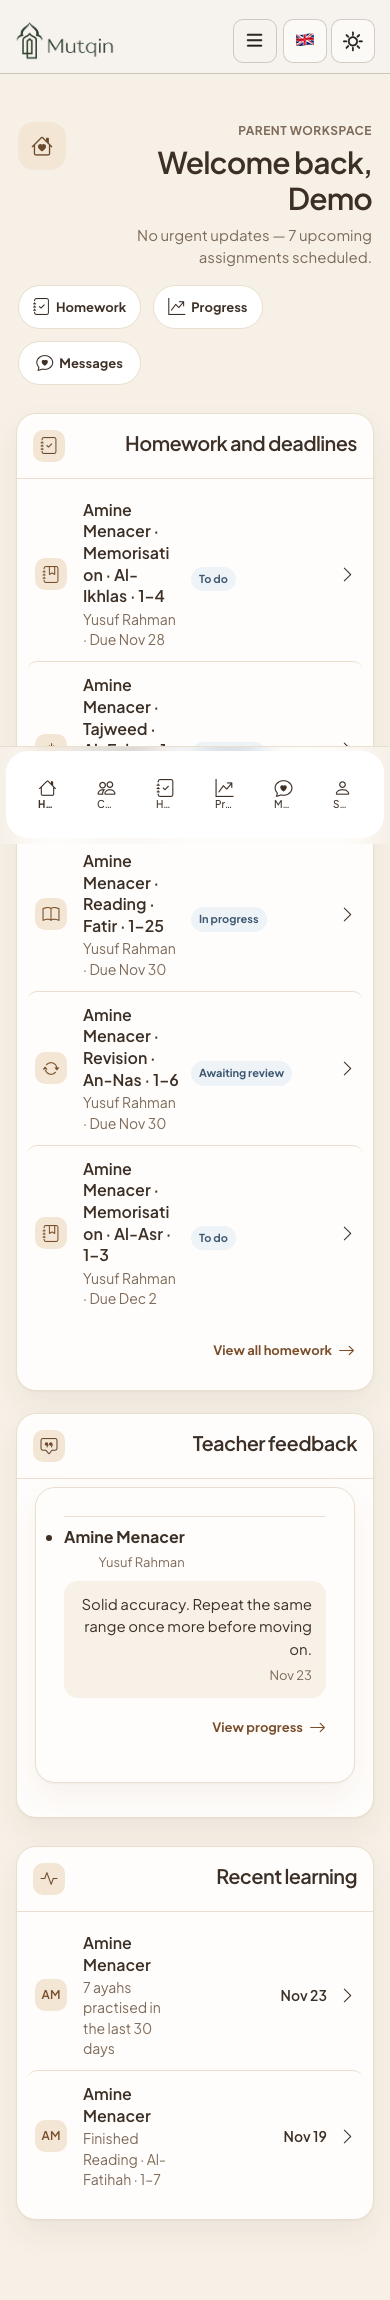 Mutqin
PARENT WORKSPACE
Welcome back,
Demo
No urgent updates — 7 upcoming
assignments scheduled.
Homework
Progress
Messages
Homework and deadlines
Amine
Menacer ·
Memorisati
on · Al-
Ikhlas · 1–4
Yusuf Rahman
· Due Nov 28
To do
Amine
Menacer ·
Tajweed ·
H…
C…
H…
Pr…
M…
S…
Amine
Menacer ·
Reading ·
Fatir · 1–25
Yusuf Rahman
· Due Nov 30
In progress
Amine
Menacer ·
Revision ·
An-Nas · 1–6
Yusuf Rahman
· Due Nov 30
Awaiting review
Amine
Menacer ·
Memorisati
on · Al-Asr ·
1–3
Yusuf Rahman
· Due Dec 2
To do
View all homework
Teacher feedback
Amine Menacer
Yusuf Rahman
Solid accuracy. Repeat the same
range once more before moving
on.
Nov 23
View progress
Recent learning
AM
Amine
Menacer
7 ayahs
practised in
the last 30
days
Nov 23
AM
Amine
Menacer
Finished
Reading · Al-
Fatihah · 1–7
Nov 19